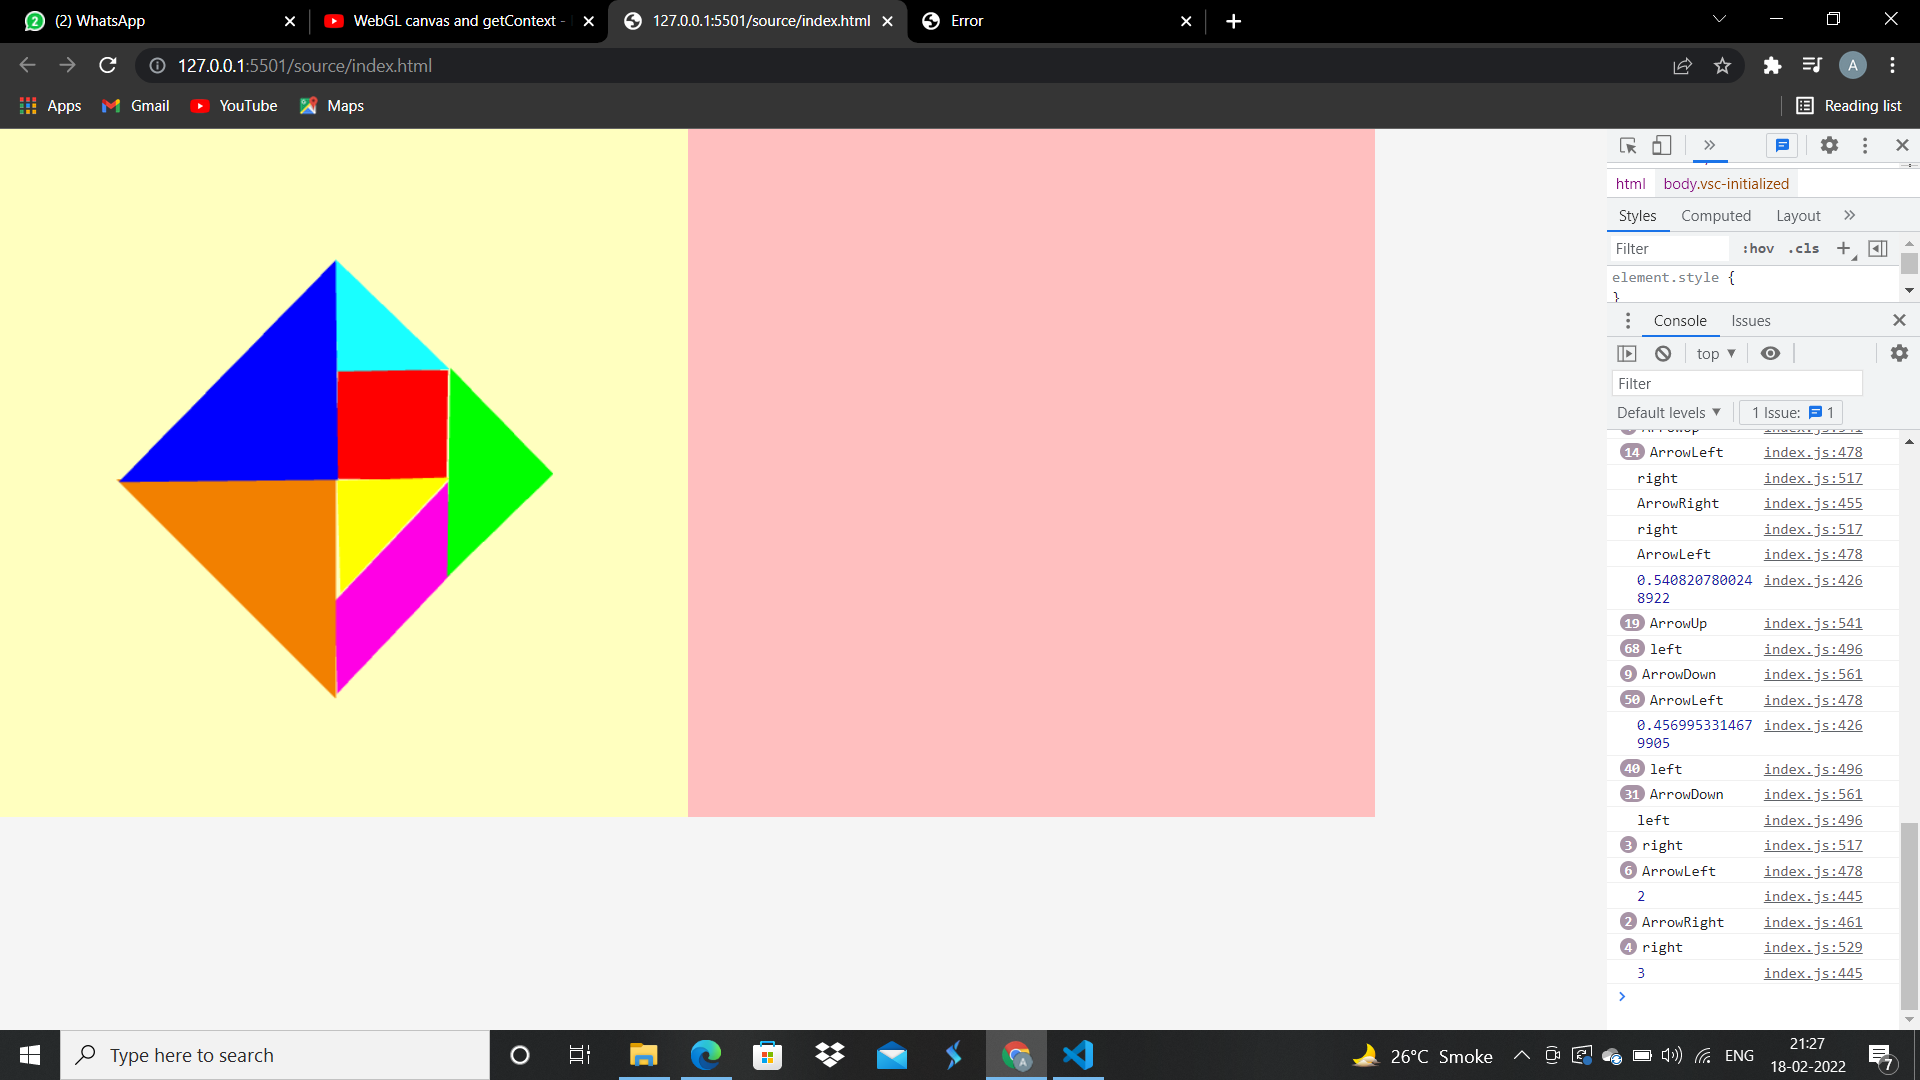 (2) WhatsApp
WebGL canvas and getContext -
127.0.0.1:5501/source/index.html
Error
127.0.0.1:5501/source/index.html
A
Apps
Gmail
YouTube
Maps
Reading list
html body.vsc-initialized
Styles Computed Layout
Filter :hov .cls
element.style {
}
Console Issues
top
Filter
Default levels 1 Issue: 1
14 ArrowLeft index.js:478
right index.js:517
ArrowRight index.js:455
right index.js:517
ArrowLeft index.js:478
0.540820780024 index.js:426
8922
19 ArrowUp index.js:541
68 left index.js:496
9 ArrowDown index.js:561
50 ArrowLeft index.js:478
0.456995331467 index.js:426
9905
40 left index.js:496
31 ArrowDown index.js:561
left index.js:496
3 right index.js:517
6 ArrowLeft index.js:478
2 index.js:445
2 ArrowRight index.js:461
4 right index.js:529
3 index.js:445
Type here to search
26°C Smoke
ENG
21:27
18-02-2022
7